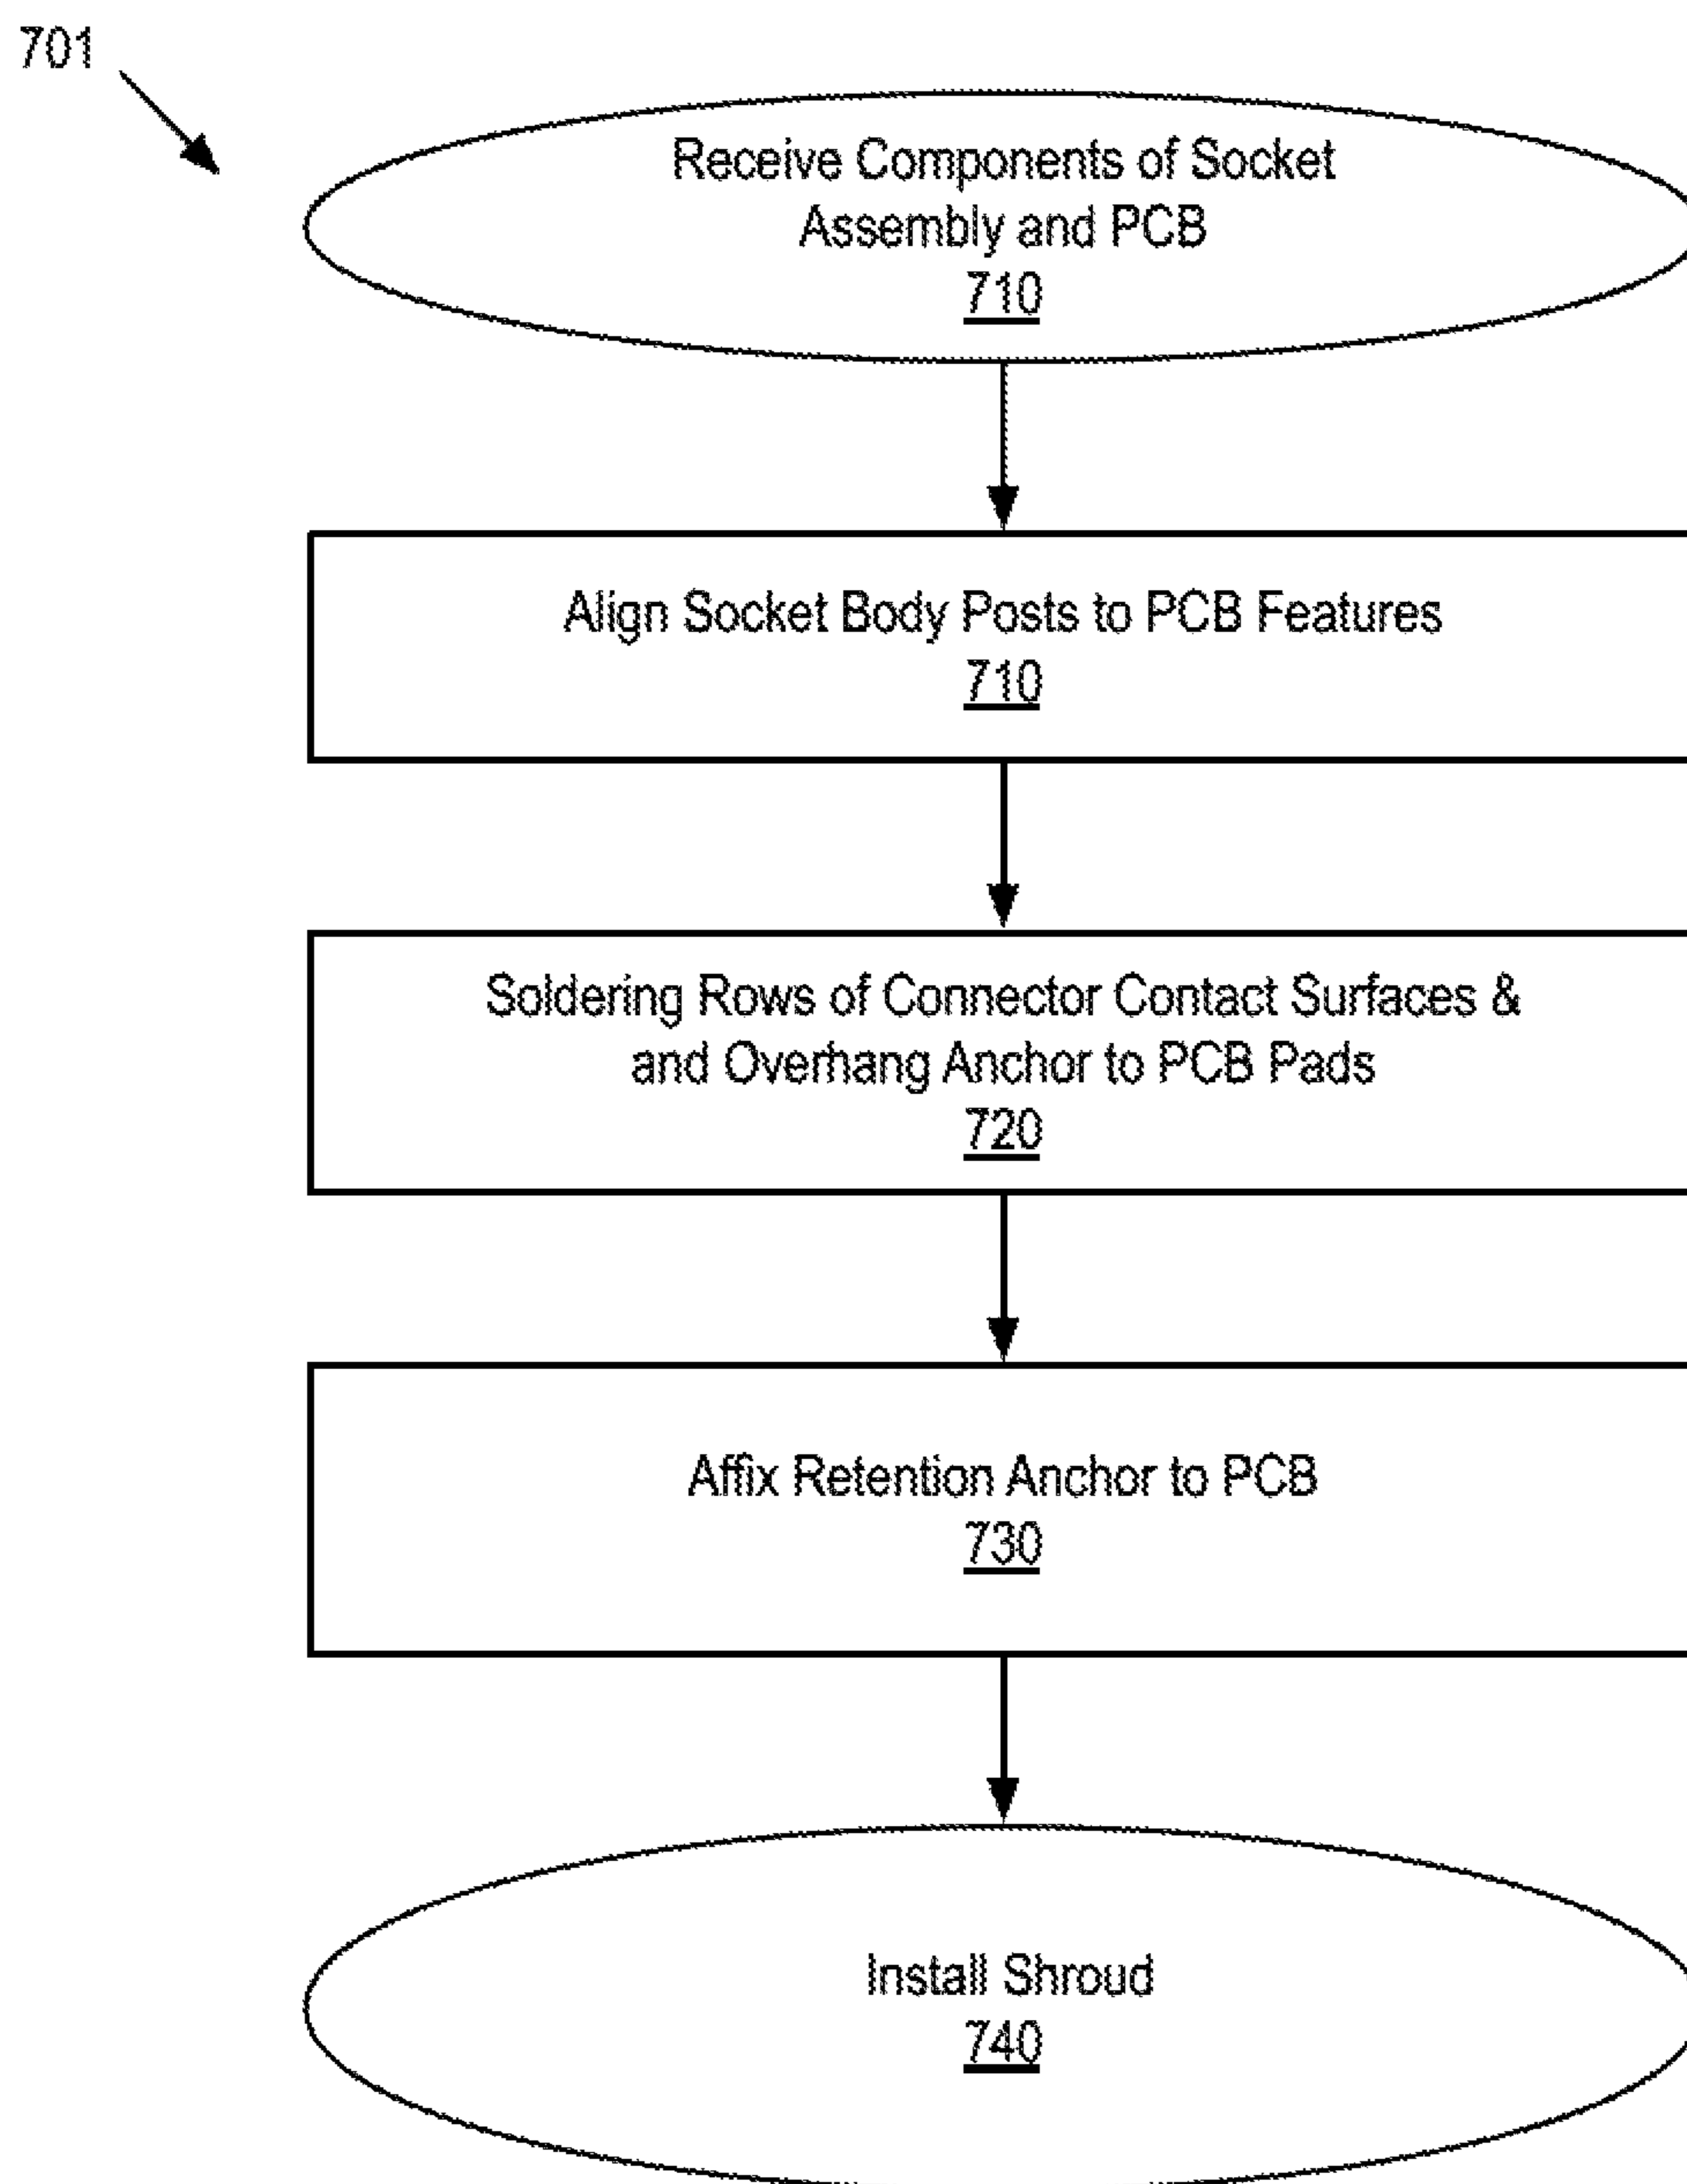 701
Receive Components of Socket
Assembly and PCB
710
Align Socket Body Posts to PCB Features
710
Soldering Rows of Connector Contact Surfaces &
and Overhang Anchor to PCB Pads
720
Affix Retention Anchor to PCB
730
Install Shroud
740